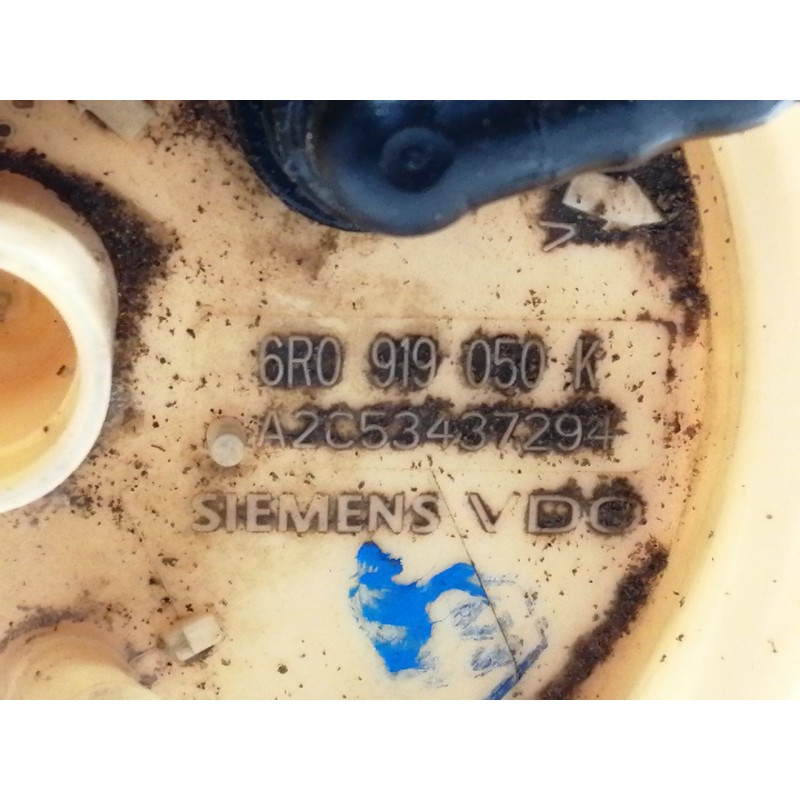 6R0 919 050 K
A2C53437294
SIEMENS VDO